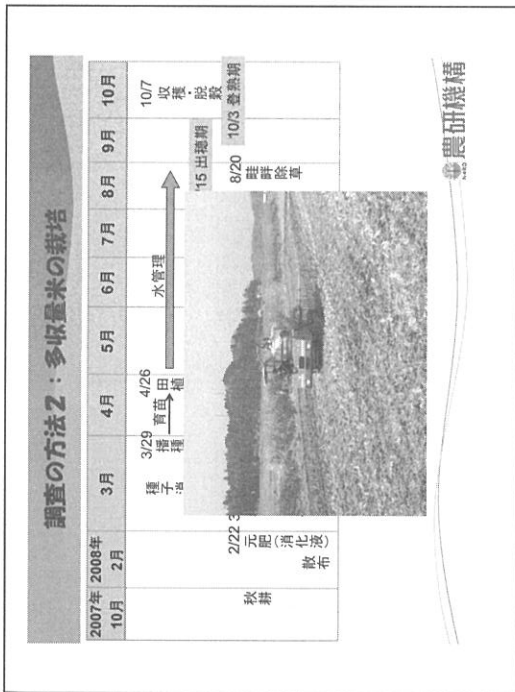 調査の方法2：多収量米の栽培
2007年 10月
2008年 2月
3月
4月
5月
6月
7月
8月
9月
10月
種子消
3/29 播種
育苗
4/26 田植
水管理
10/7 収穫・脱穀
15 出穂期
10/3 登熟期
秋耕
2/22 3
元肥（消化液）散布
8/20 畦畔除草
NARO
農研機構